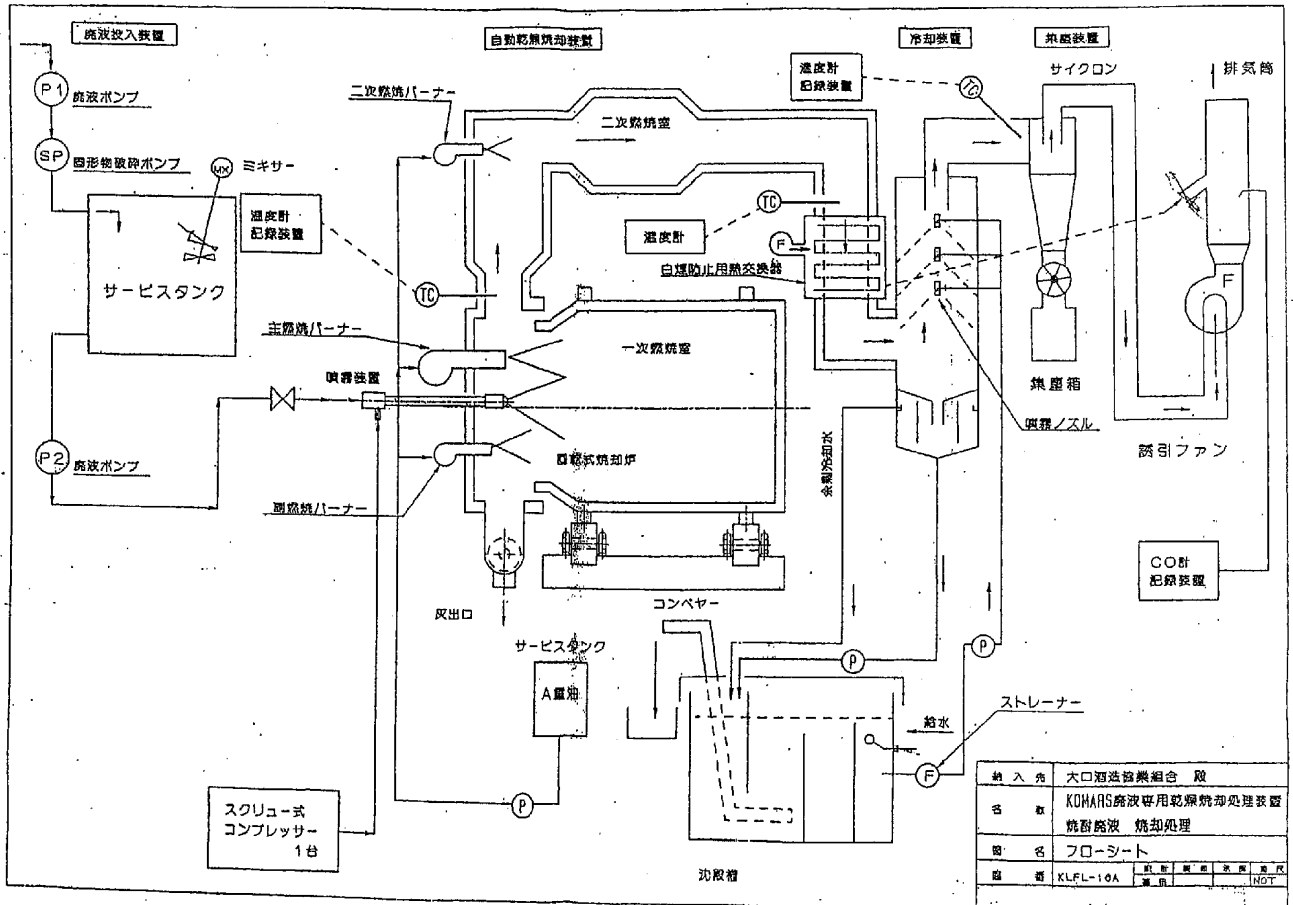 廃液投入装置
自動乾燥焼却装置
冷却装置
集塵装置
P1
廃液ポンプ
SP
固形物破砕ポンプ
MX
ミキサー
サービスタンク
温度計
記録装置
TC
二次燃焼バーナー
二次燃焼室
温度計
記録装置
TC
サイクロン
排気筒
温度計
TC
F
白煙防止用熱交換器
主燃焼バーナー
一次燃焼室
噴霧装置
回転式焼却炉
副燃焼バーナー
P2
廃液ポンプ
余剰冷却水
集塵箱
噴霧ノズル
F
誘引ファン
CO計
記録装置
灰出口
コンベヤー
サービスタンク
A重油
P
P
P
ストレーナー
給水
F
スクリュー式
コンプレッサー
1台
沈殿槽
納入先 大口酒造協業組合 殿
名称 KOMARS廃液専用乾燥焼却処理装置
焼酎廃液 焼却処理
図名 フローシート
図番 KLFL-10A
NOT